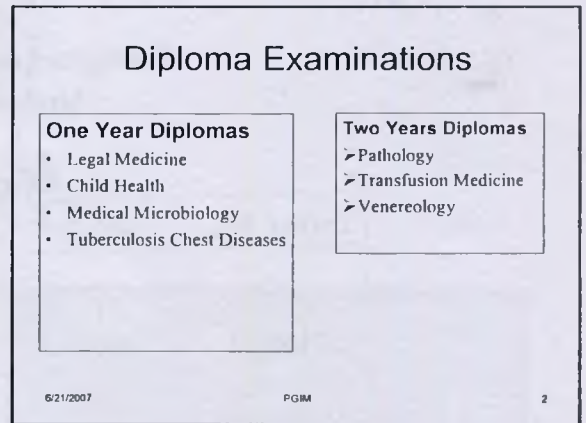 Diploma Examinations
One Year Diplomas
• Legal Medicine
• Child Health
• Medical Microbiology
• Tuberculosis Chest Diseases
Two Years Diplomas
➢Pathology
➢Transfusion Medicine
➢Venereology
6/21/2007 PGIM 2